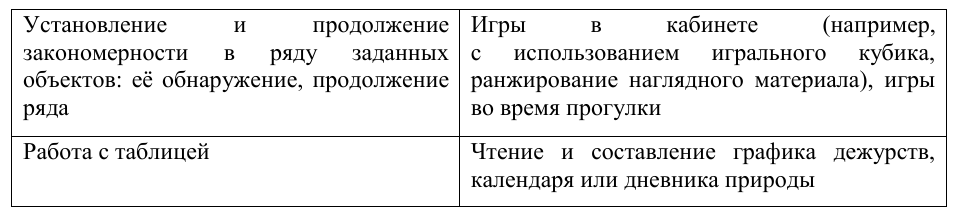 Установление и продолжение
закономерности в ряду заданных
объектов: её обнаружение, продолжение
ряда
Игры в кабинете (например,
с использованием игрального кубика,
ранжирование наглядного материала), игры
во время прогулки
Работа с таблицей
Чтение и составление графика дежурств,
календаря или дневника природы